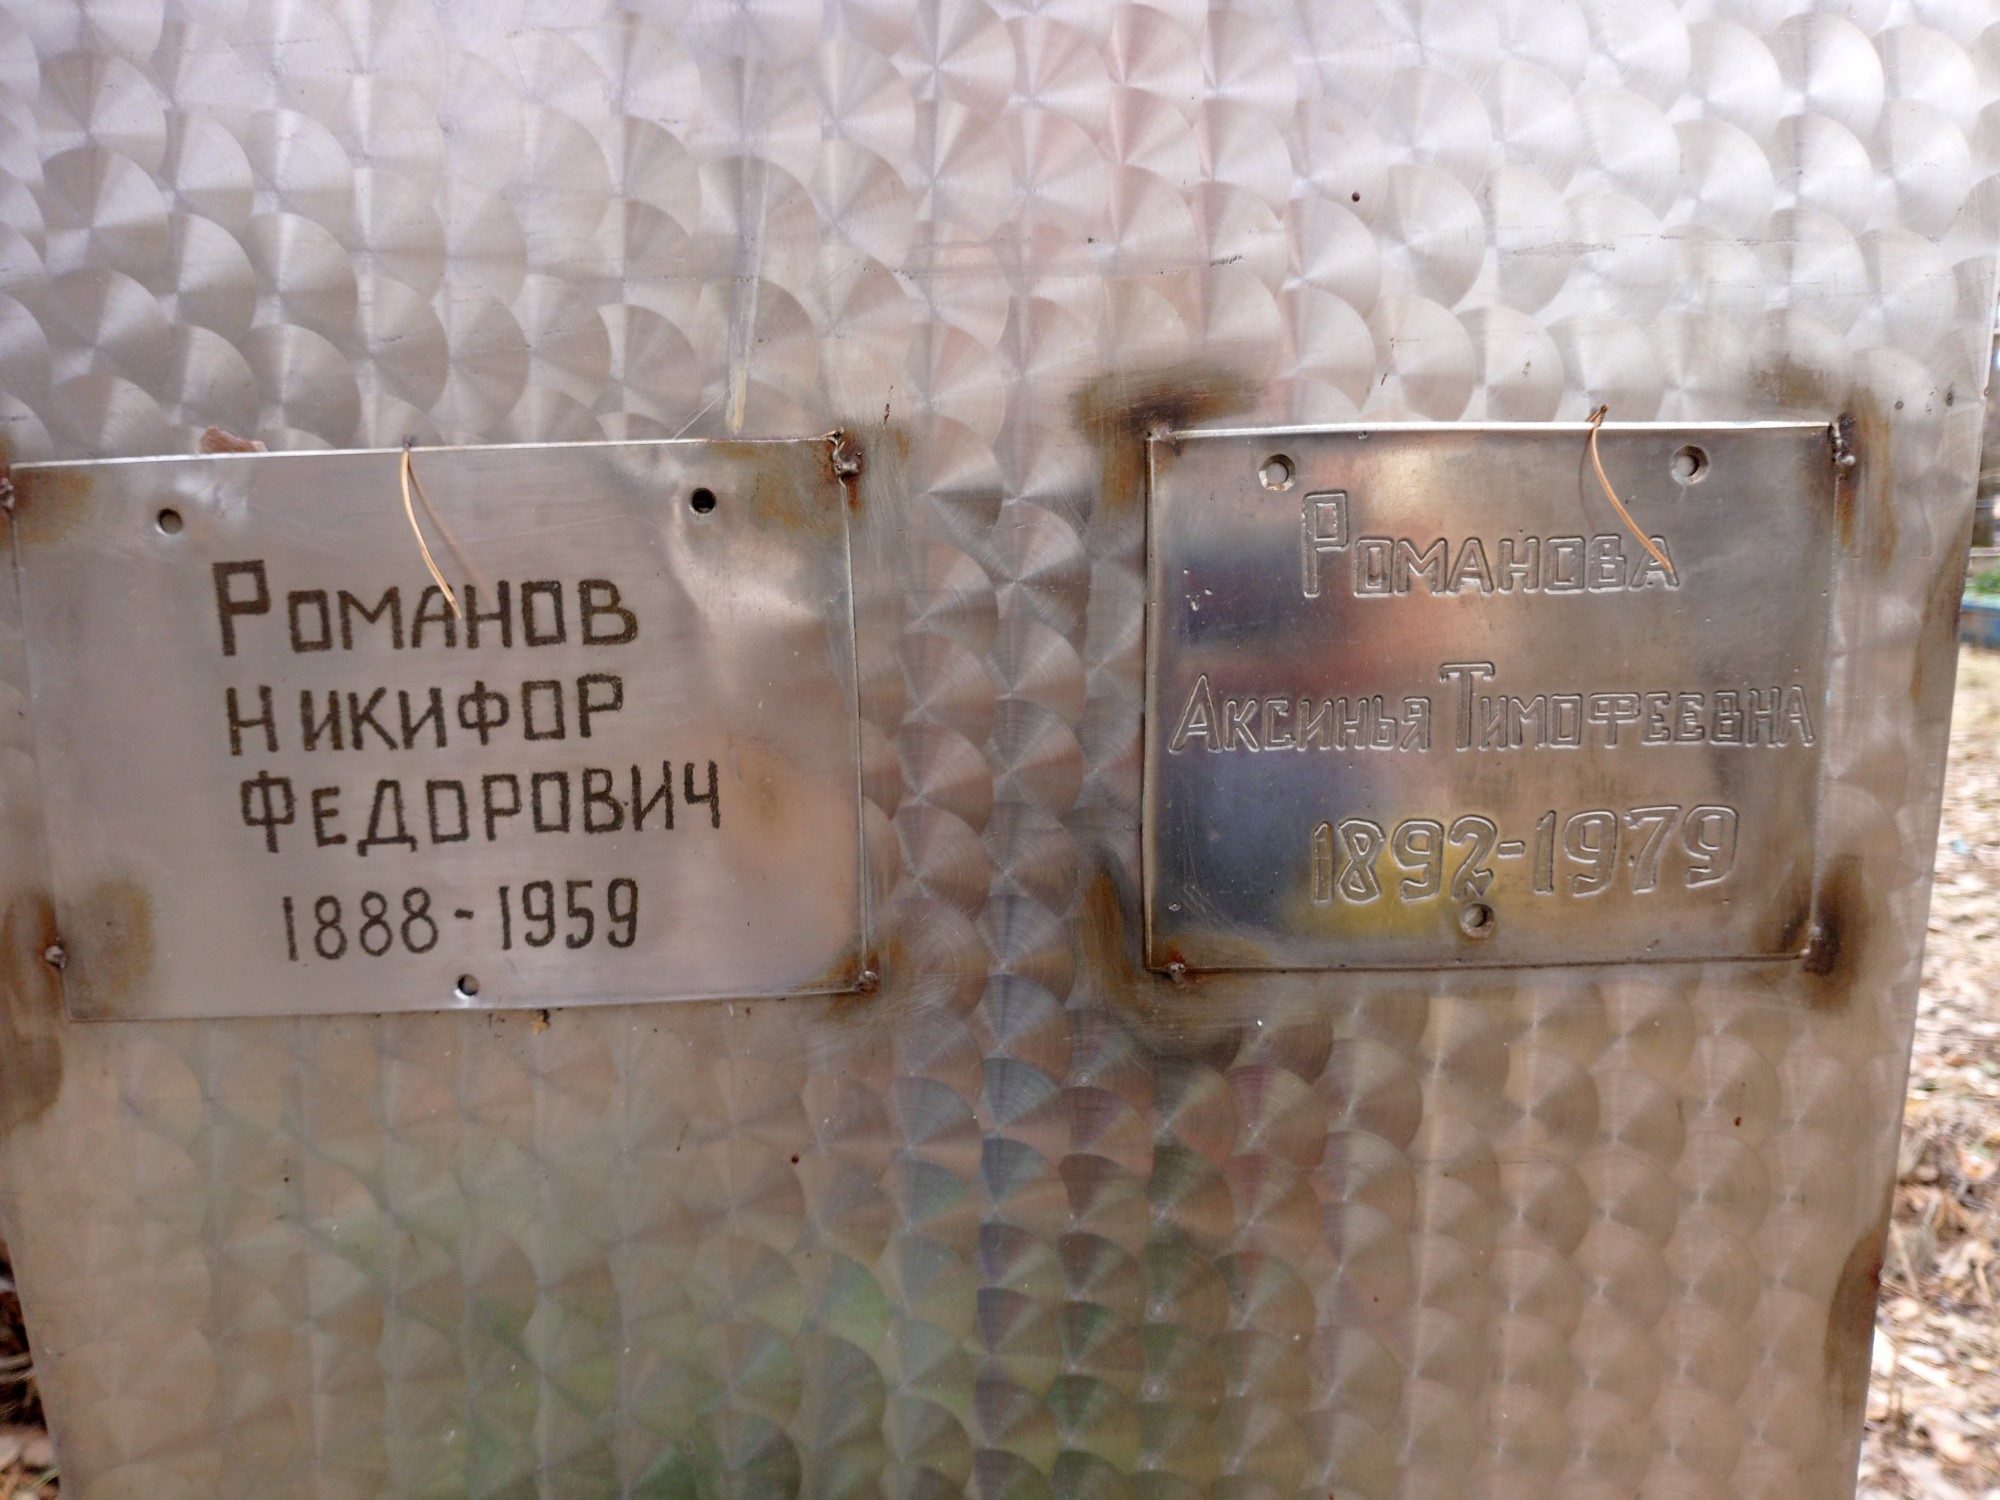 Романов
Никифор
Федорович
1888-1959
Романова
Аксинья Тимофеевна
1892-1979